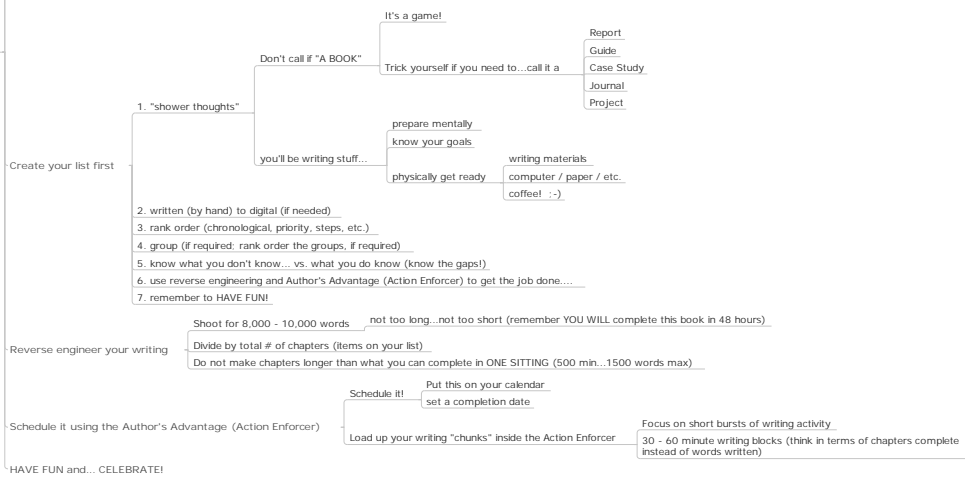 It's a game!
Report
Guide
Don't call if "A BOOK"
Trick yourself if you need to...call it a
Case Study
Journal
Project
1. "shower thoughts"
prepare mentally
know your goals
you'll be writing stuff...
writing materials
physically get ready
computer / paper / etc.
coffee!  ;-)
Create your list first
2. written (by hand) to digital (if needed)
3. rank order (chronological, priority, steps, etc.)
4. group (if required; rank order the groups, if required)
5. know what you don't know... vs. what you do know (know the gaps!)
6. use reverse engineering and Author's Advantage (Action Enforcer) to get the job done....
7. remember to HAVE FUN!
Shoot for 8,000 - 10,000 words
not too long...not too short (remember YOU WILL complete this book in 48 hours)
Reverse engineer your writing
Divide by total # of chapters (items on your list)
Do not make chapters longer than what you can complete in ONE SITTING (500 min...1500 words max)
Schedule it!
Put this on your calendar
set a completion date
Schedule it using the Author's Advantage (Action Enforcer)
Load up your writing "chunks" inside the Action Enforcer
Focus on short bursts of writing activity
30 - 60 minute writing blocks (think in terms of chapters complete
instead of words written)
HAVE FUN and... CELEBRATE!